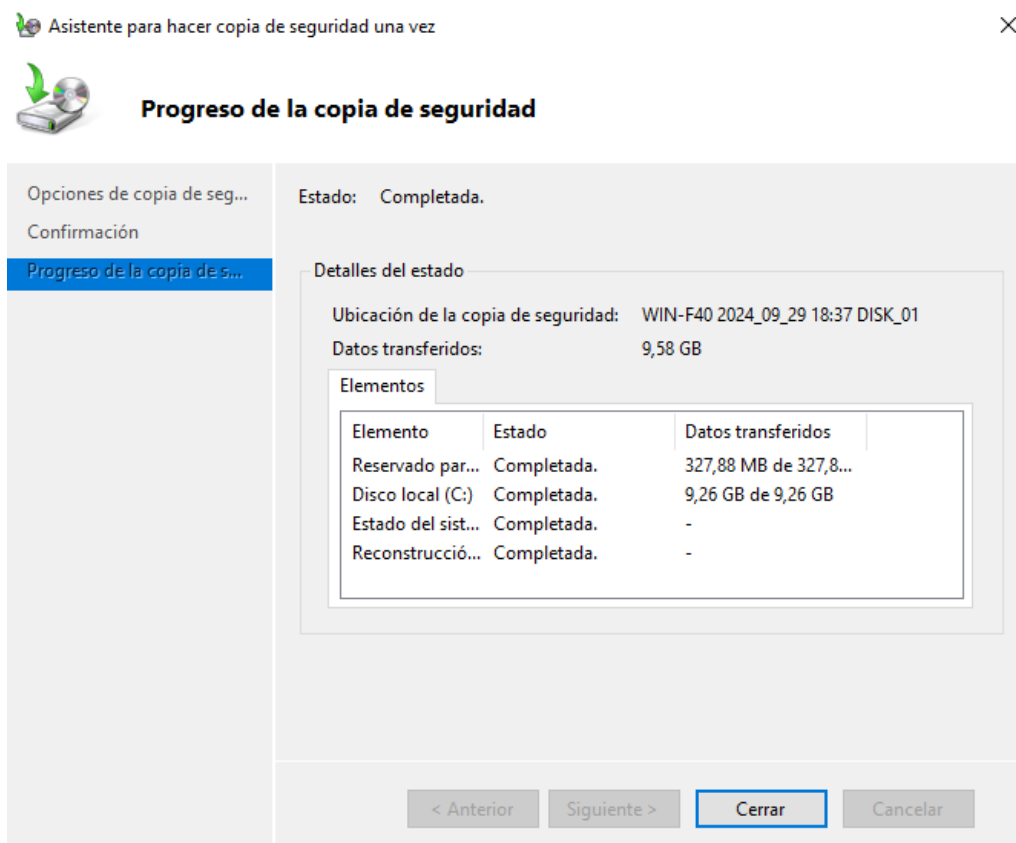 Asistente para hacer copia de seguridad una vez
Progreso de la copia de seguridad
Opciones de copia de seg...
Confirmación
Progreso de la copia de s...
Estado: Completada.
Detalles del estado
Ubicación de la copia de seguridad: WIN-F40 2024_09_29 18:37 DISK_01
Datos transferidos: 9,58 GB
Elementos
Elemento Estado Datos transferidos
Reservado par... Completada. 327,88 MB de 327,8...
Disco local (C:) Completada. 9,26 GB de 9,26 GB
Estado del sist... Completada. -
Reconstrucció... Completada. -
< Anterior Siguiente > Cerrar Cancelar